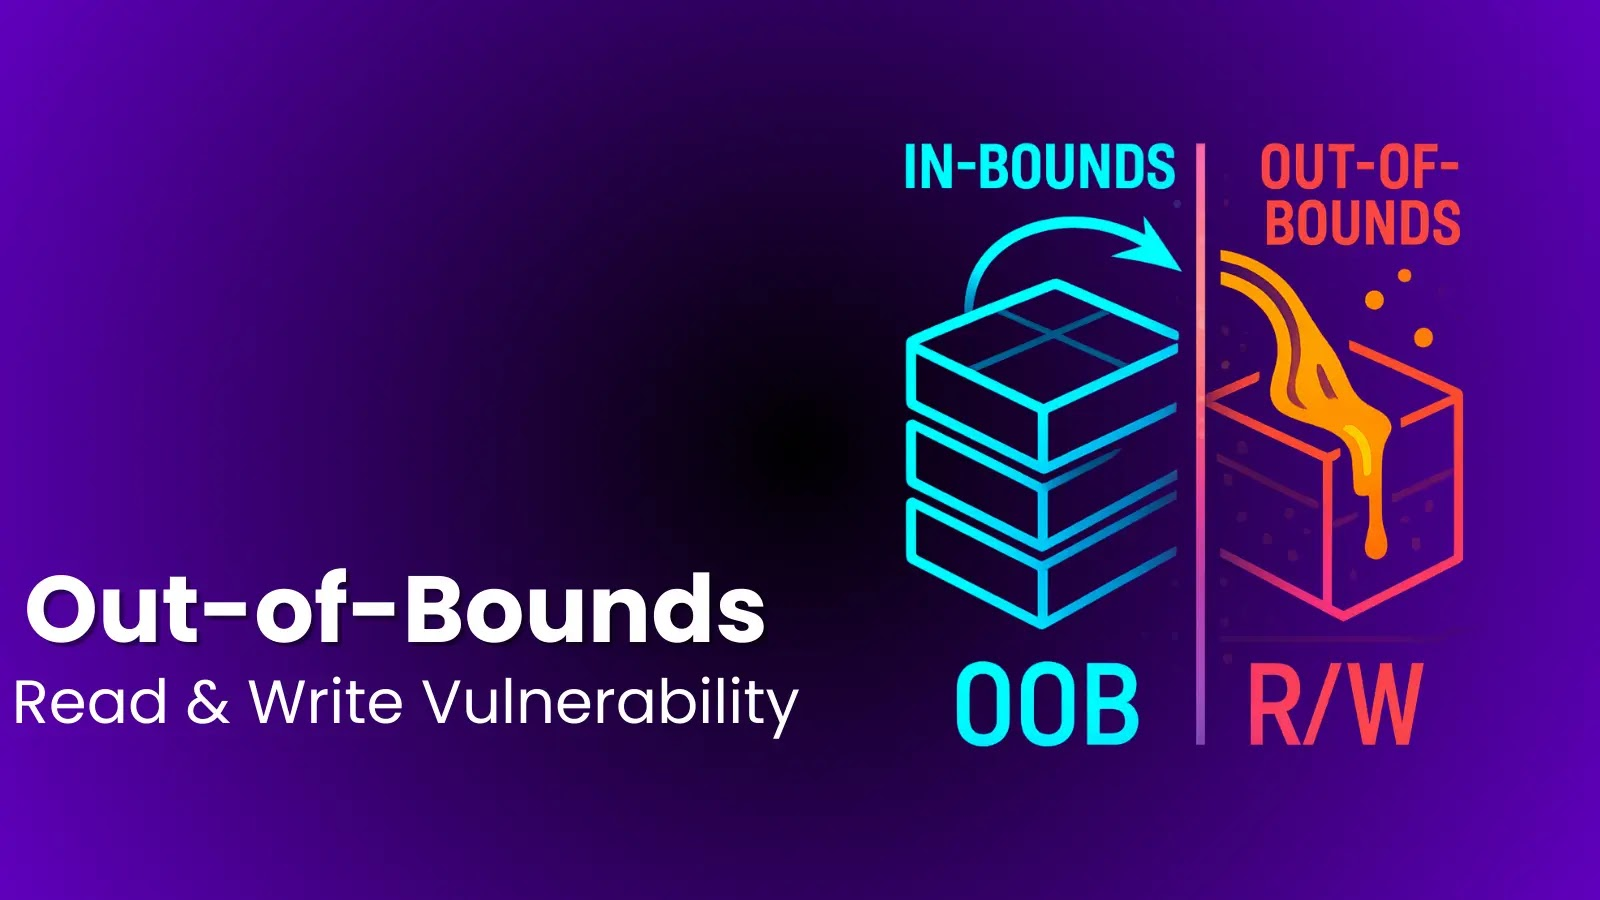 Out-of-Bounds
Read & Write Vulnerability
IN-BOUNDS
OUT-OF-
BOUNDS
OOB
R/W